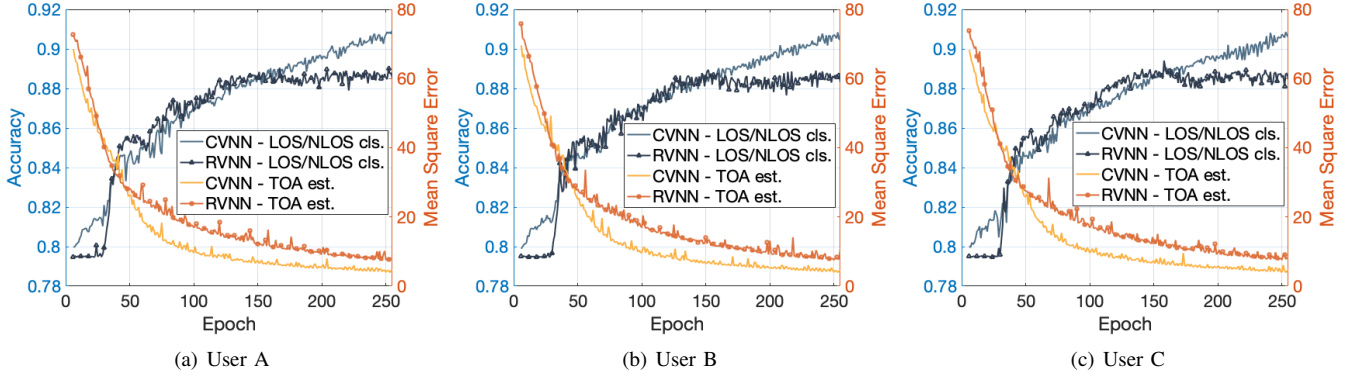 0.92
0.9
0.88
0.86
0.84
0.82
0.8
0.78
Accuracy
80
60
40
20
0
Mean Square Error
CVNN - LOS/NLOS cls.
RVNN - LOS/NLOS cls.
CVNN - TOA est.
RVNN - TOA est.
0 50 100 150 200 250
Epoch
(a) User A
0.92
0.9
0.88
0.86
0.84
0.82
0.8
0.78
Accuracy
80
60
40
20
0
Mean Square Error
CVNN - LOS/NLOS cls.
RVNN - LOS/NLOS cls.
CVNN - TOA est.
RVNN - TOA est.
0 50 100 150 200 250
Epoch
(b) User B
0.92
0.9
0.88
0.86
0.84
0.82
0.8
0.78
Accuracy
80
60
40
20
0
Mean Square Error
CVNN - LOS/NLOS cls.
RVNN - LOS/NLOS cls.
CVNN - TOA est.
RVNN - TOA est.
0 50 100 150 200 250
Epoch
(c) User C